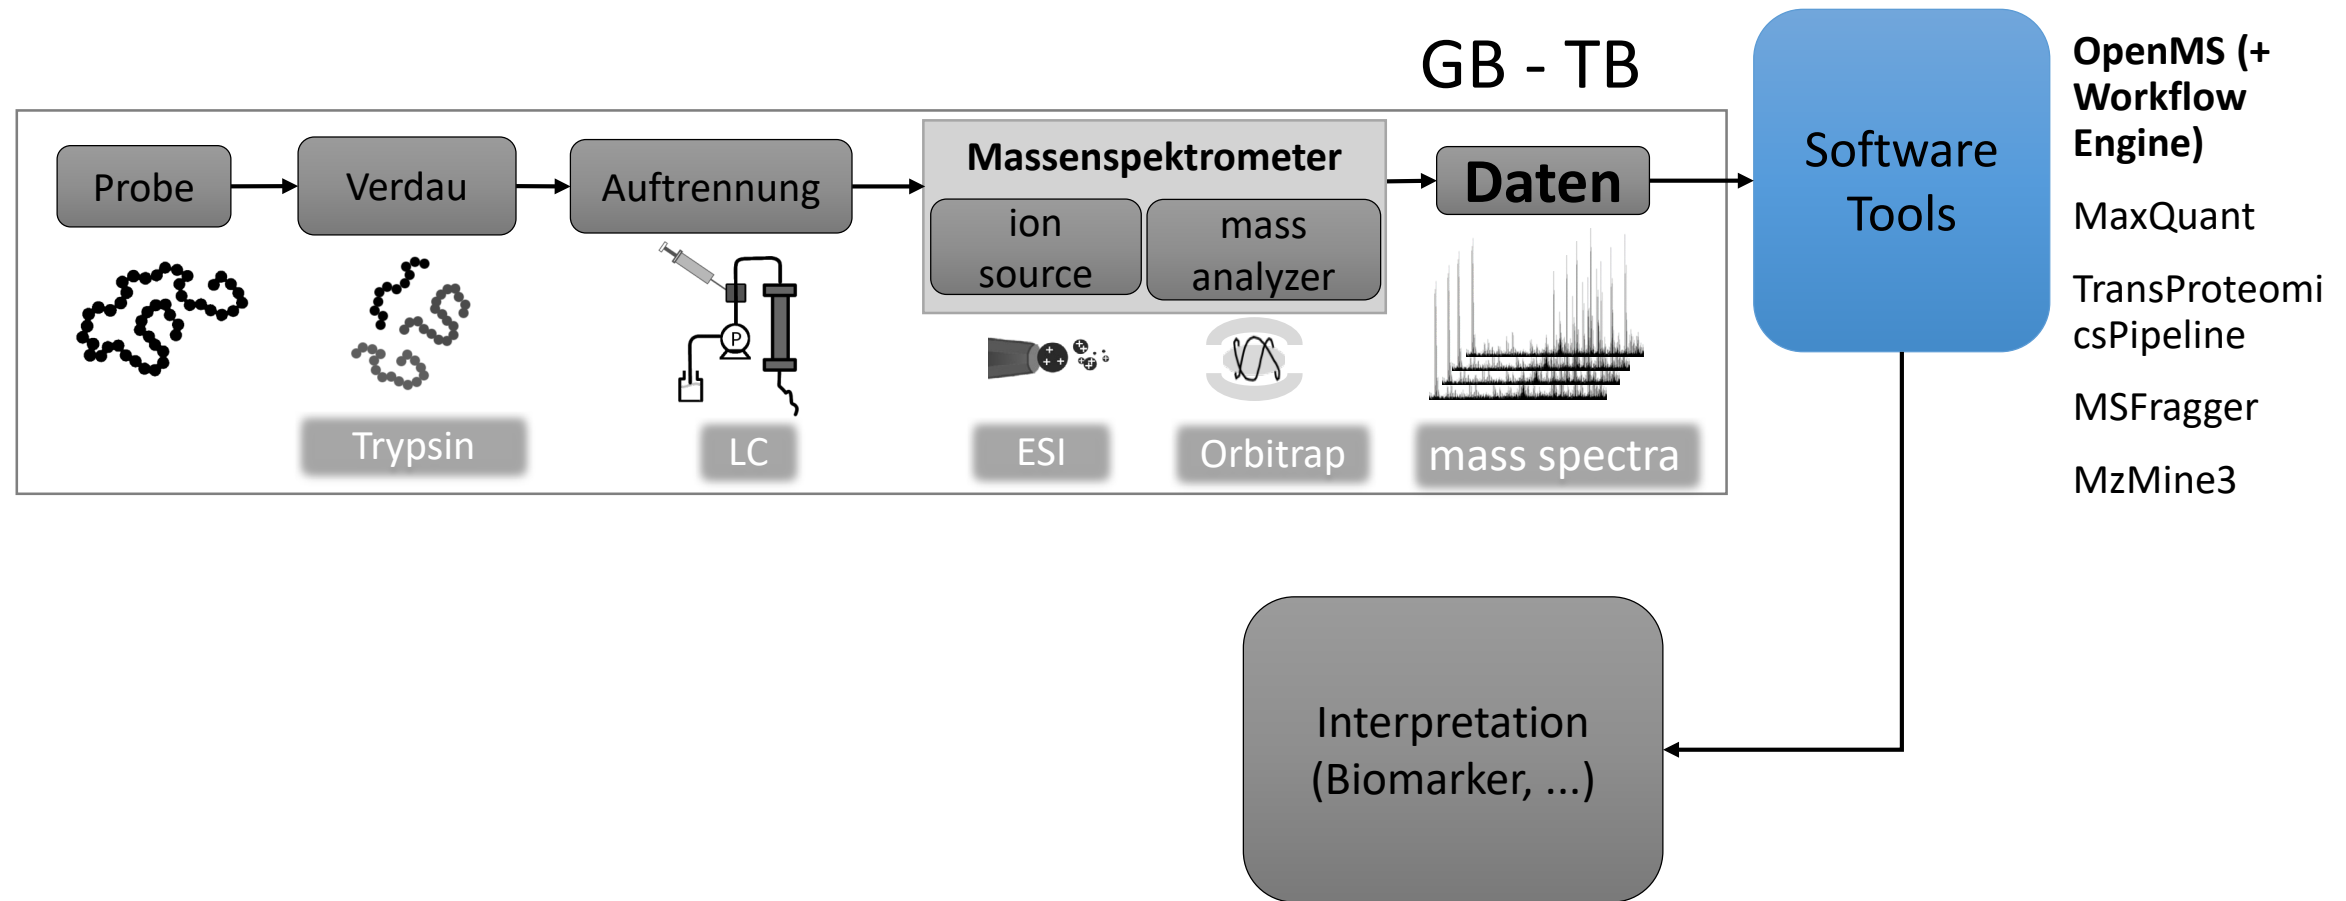 GB - TB
Probe
Verdau
Auftrennung
Massenspektrometer
ion
source
mass
analyzer
Daten
P
Trypsin
LC
ESI
Orbitrap
mass spectra
Software
Tools
OpenMS (+
Workflow
Engine)
MaxQuant
TransProteomi
csPipeline
MSFragger
MzMine3
Interpretation
(Biomarker, ...)